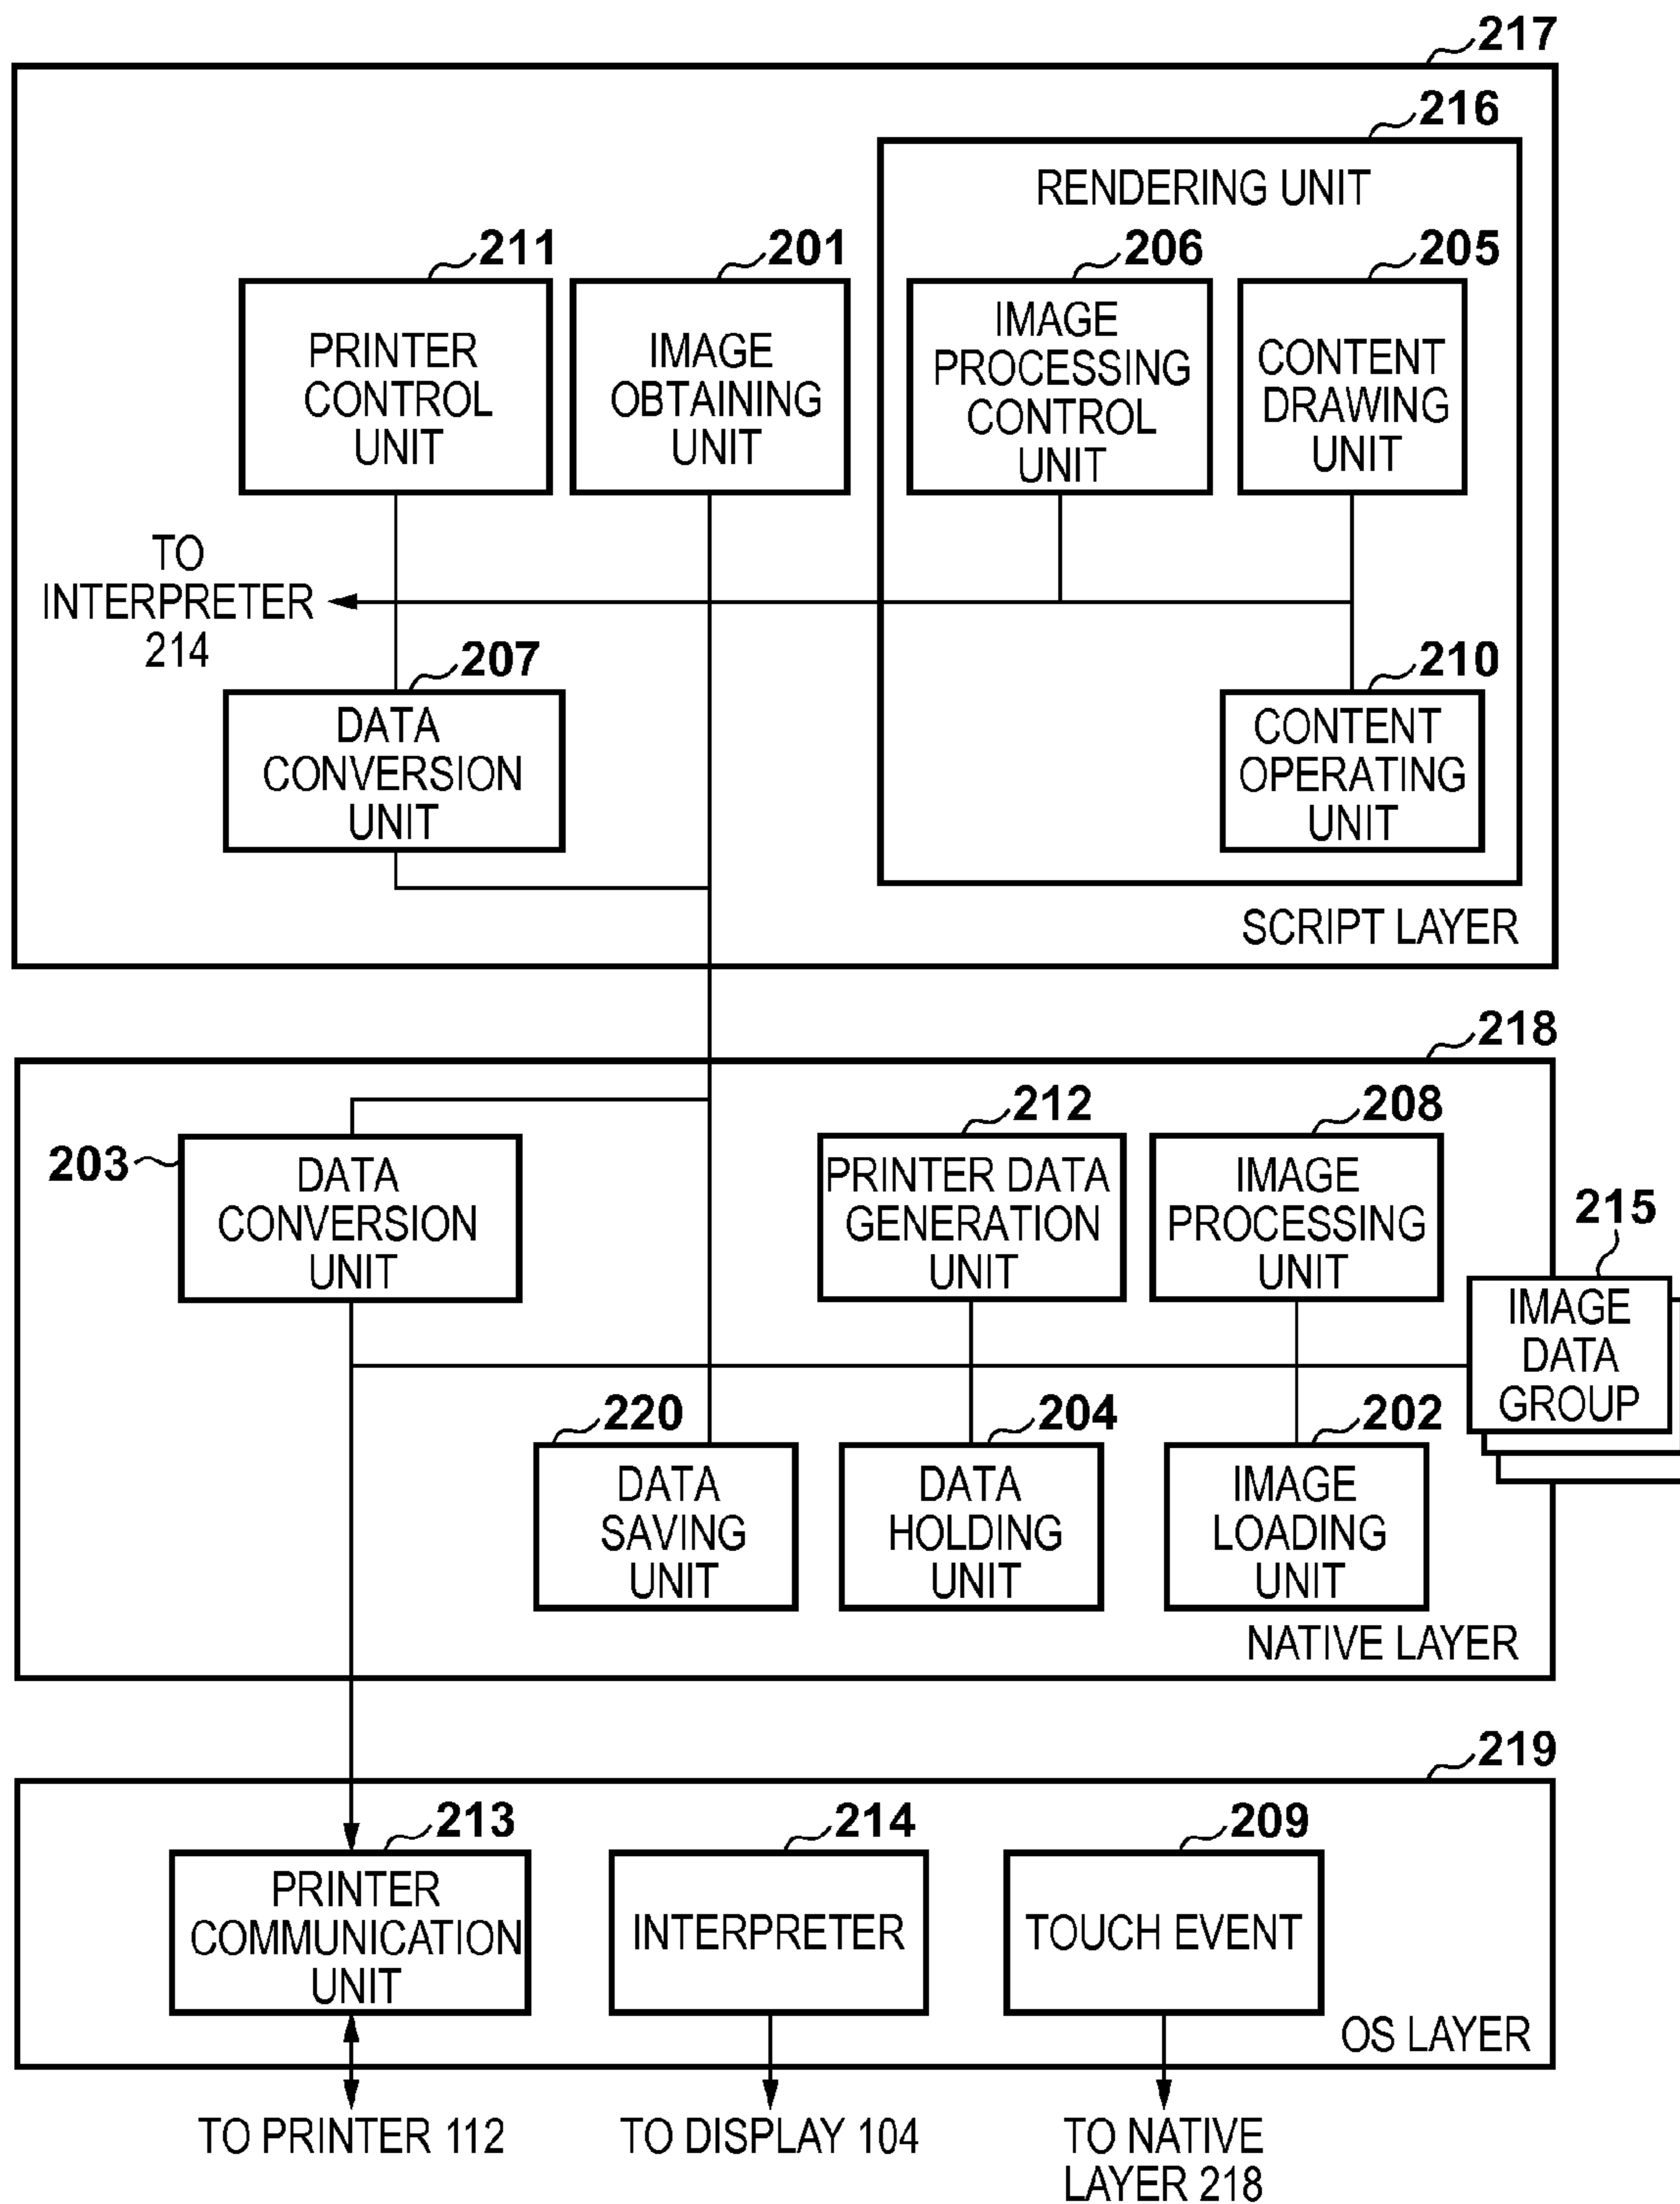 217
216
RENDERING UNIT
211
201
206
205
PRINTER
CONTROL
UNIT
IMAGE
OBTAINING
UNIT
IMAGE
PROCESSING
CONTROL
UNIT
CONTENT
DRAWING
UNIT
TO
INTERPRETER
214
207
210
DATA
CONVERSION
UNIT
CONTENT
OPERATING
UNIT
SCRIPT LAYER
218
212
208
203
DATA
CONVERSION
UNIT
PRINTER DATA
GENERATION
UNIT
IMAGE
PROCESSING
UNIT
215
IMAGE
DATA
GROUP
220
204
202
DATA
SAVING
UNIT
DATA
HOLDING
UNIT
IMAGE
LOADING
UNIT
NATIVE LAYER
219
213
214
209
PRINTER
COMMUNICATION
UNIT
INTERPRETER
TOUCH EVENT
OS LAYER
TO PRINTER 112
TO DISPLAY 104
TO NATIVE
LAYER 218